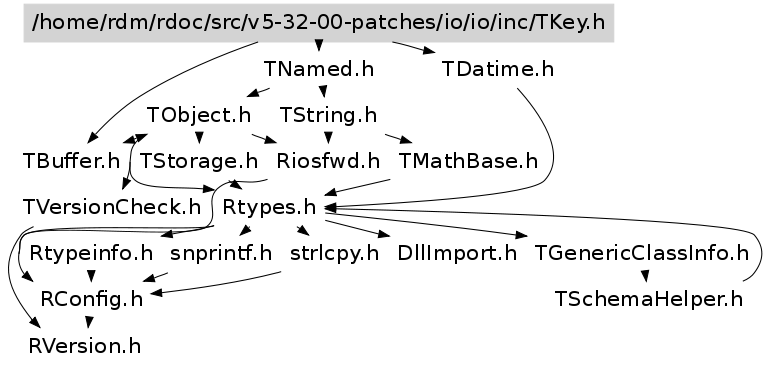 /home/rdm/rdoc/src/v5-32-00-patches/io/io/inc/TKey.h
TNamed.h TDatime.h
TObject.h TString.h
TBuffer.h TStorage.h Riosfwd.h TMathBase.h
TVersionCheck.h Rtypes.h
Rtypeinfo.h snprintf.h strlcpy.h DllImport.h TGenericClassInfo.h
RConfig.h TSchemaHelper.h
RVersion.h